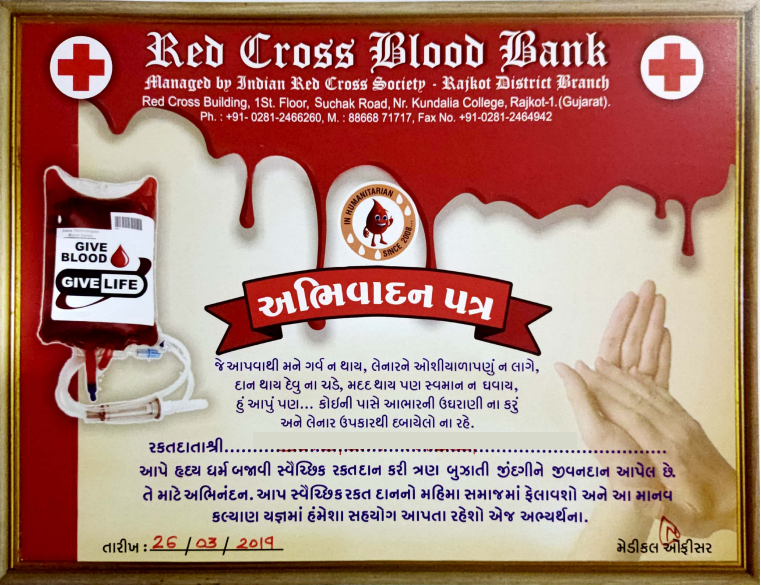 Red Cross Blood Bank
Managed by Indian Red Cross Society - Rajkot District Branch
Red Cross Building, 1St. Floor, Suchak Road, Nr. Kundalia College, Rajkot-1.(Gujarat).
Ph. : +91- 0281-2466260, M. : 88668 71717, Fax No. +91-0281-2464942
IN HUMANITARIAN
SINCE 2008...
GIVE
BLOOD
GIVE LIFE
અભિવાદન પત્ર
જે આપવાથી મને ગર્વ ન થાય, લેનારને ઓશીયાળાપણું ન લાગે,
દાન થાય દેવુ ના ચડે, મદદ થાય પણ સ્વમાન ન ઘવાય,
હું આપું પણ... કોઈની પાસે આભારની ઉઘરાણી ના કરું
અને લેનાર ઉપકારથી દબાયેલો ના રહે.
રકતદાતાશ્રી
આપે હૃદય ધર્મ બજાવી સ્વૈચ્છિક રકતદાન કરી ત્રણ બુઝાતી જીંદગીને જીવનદાન આપેલ છે.
તે માટે અભિનંદન. આપ સ્વૈચ્છિક રકત દાનનો મહિમા સમાજમાં ફેલાવશો અને આ માનવ
કલ્યાણ યજ્ઞમાં હંમેશા સહયોગ આપતા રહેશો એજ અભ્યર્થના.
તારીખ : 26 / 03 / 2019
મેડીકલ ઓફીસર